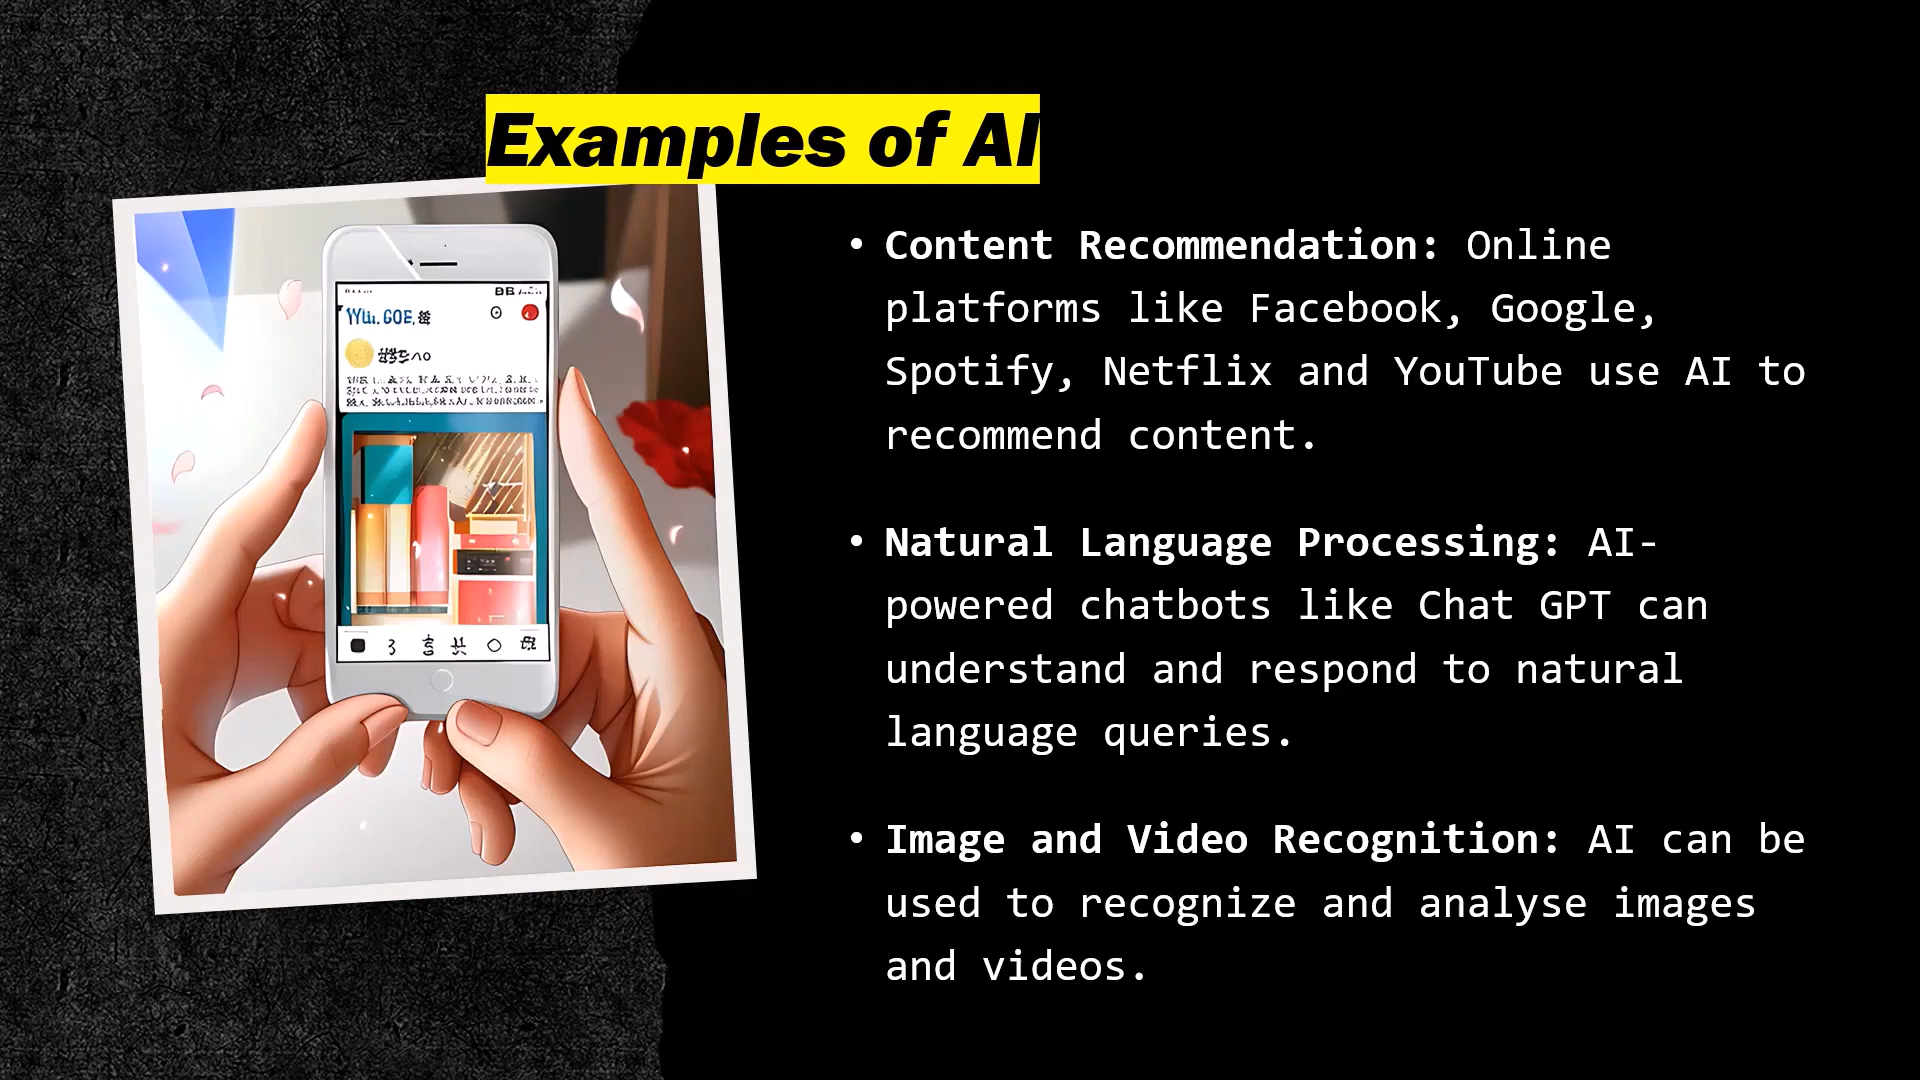 Examples of AI
• Content Recommendation: Online
platforms like Facebook, Google,
Spotify, Netflix and YouTube use AI to
recommend content.
• Natural Language Processing: AI-
powered chatbots like Chat GPT can
understand and respond to natural
language queries.
• Image and Video Recognition: AI can be
used to recognize and analyse images
and videos.